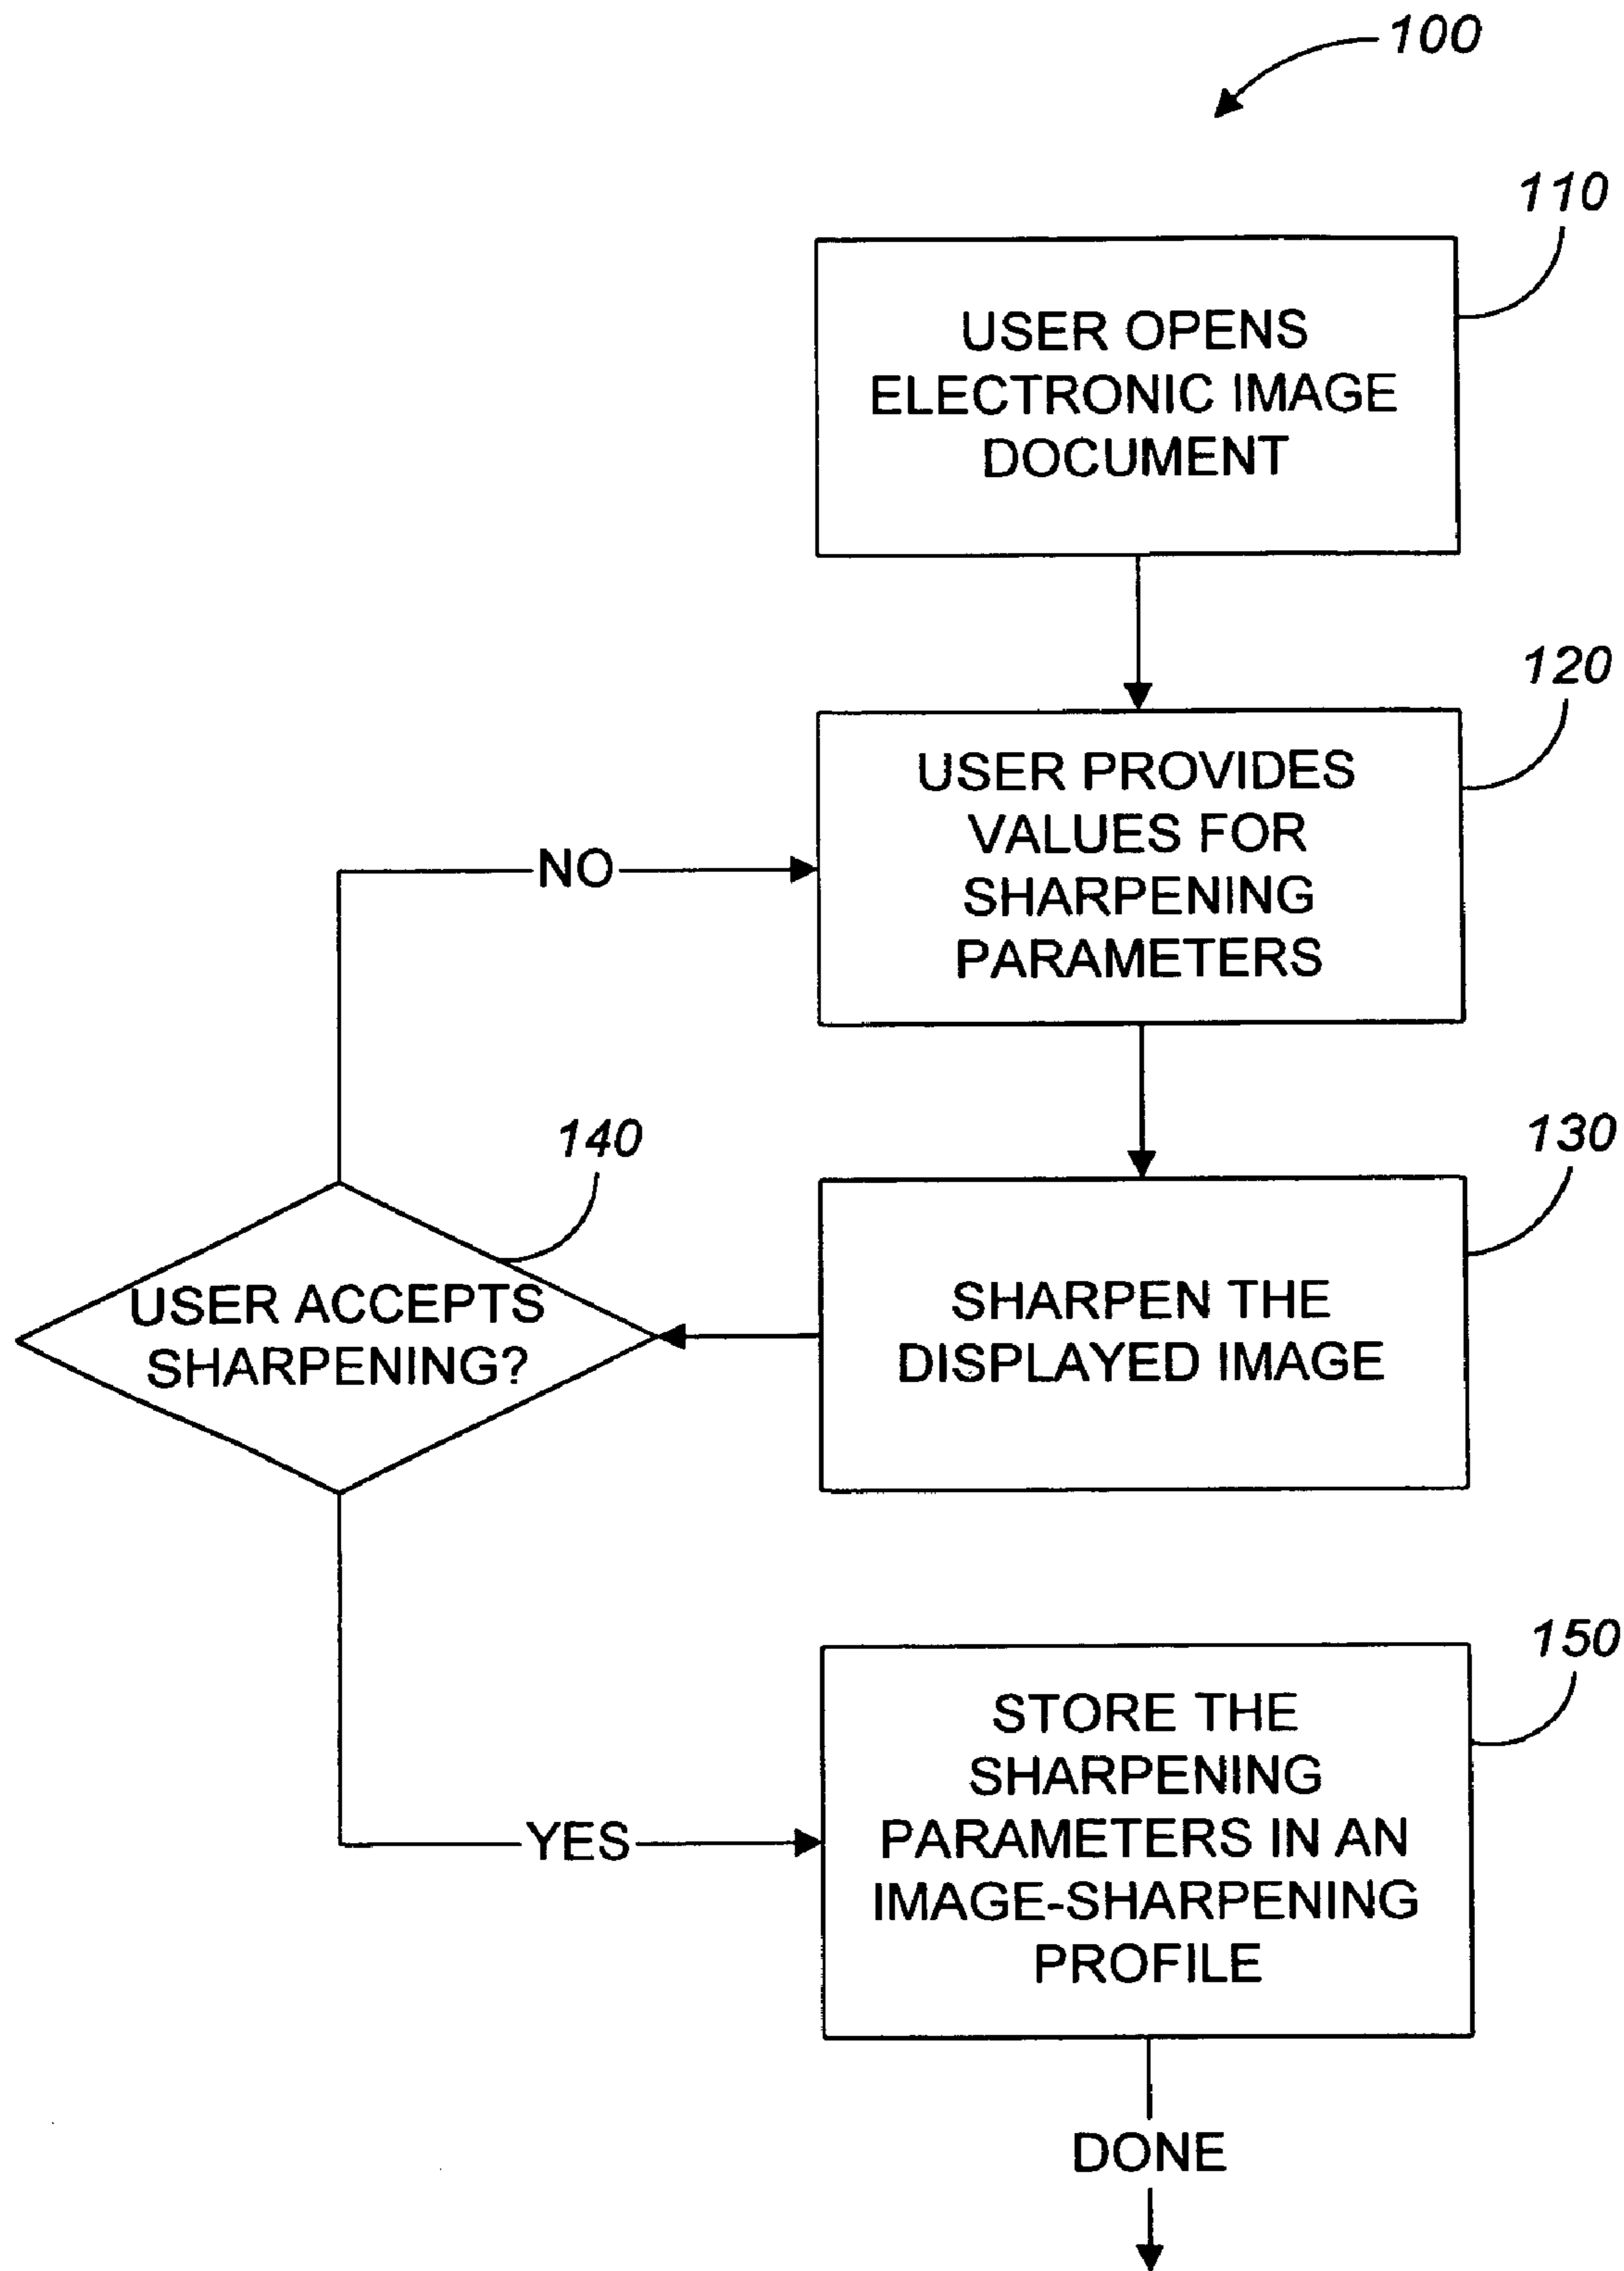 100
110
USER OPENS
ELECTRONIC IMAGE
DOCUMENT
120
USER PROVIDES
VALUES FOR
SHARPENING
PARAMETERS
NO
140
130
USER ACCEPTS
SHARPENING?
SHARPEN THE
DISPLAYED IMAGE
150
STORE THE
SHARPENING
PARAMETERS IN AN
IMAGE-SHARPENING
PROFILE
YES
DONE